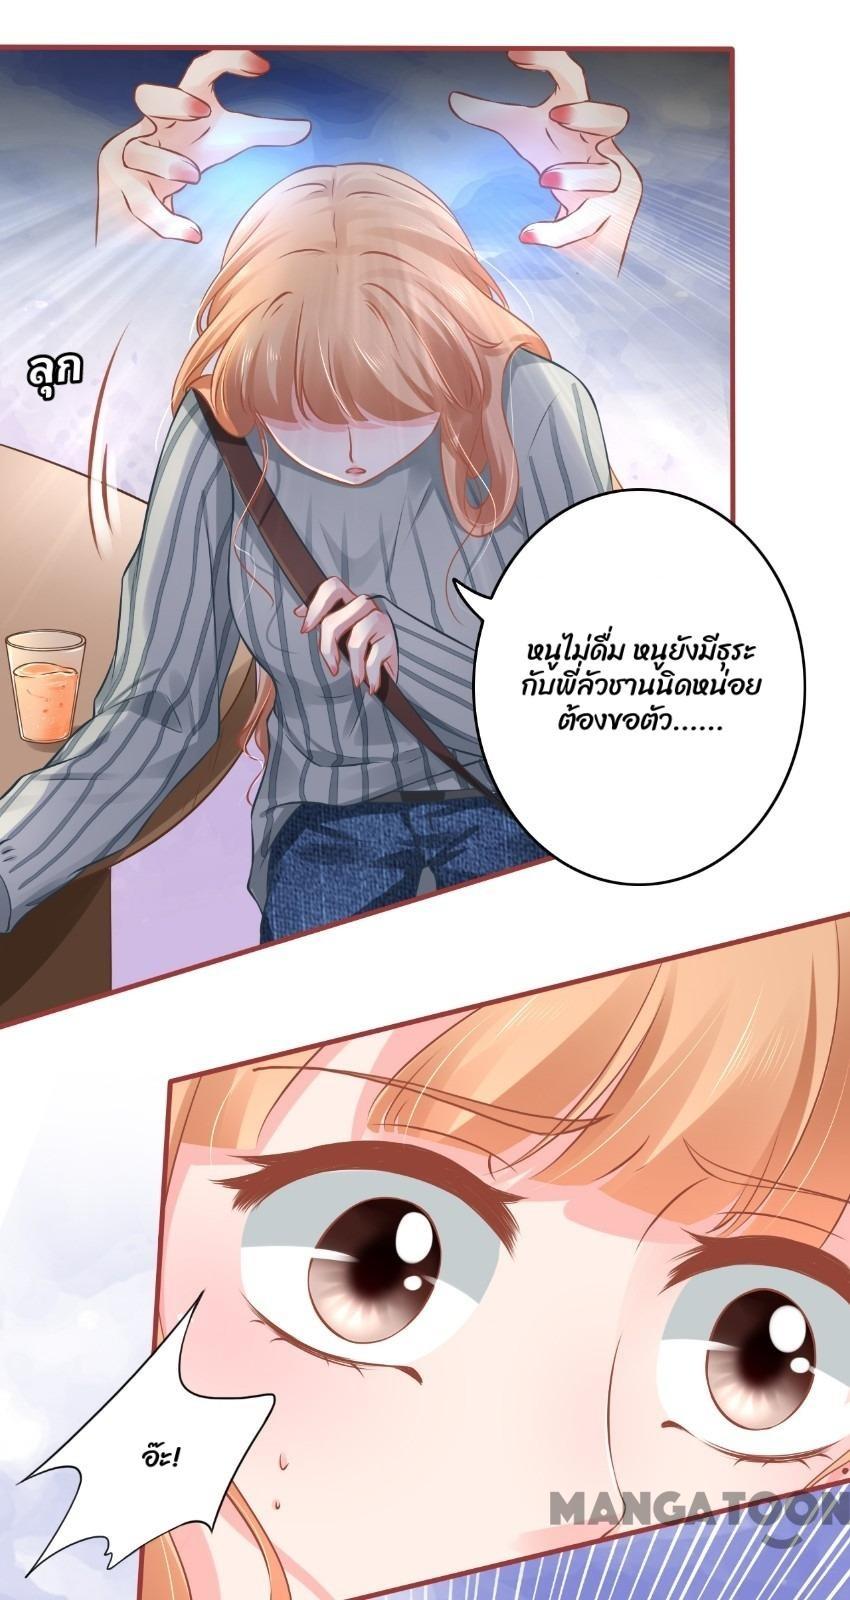 ลุก
หนูไม่ดื่ม หนูยังมีธุระ
กับพี่ลัวชานนิดหน่อย
ต้องขอตัว......
อ๊ะ!
MANGATOON